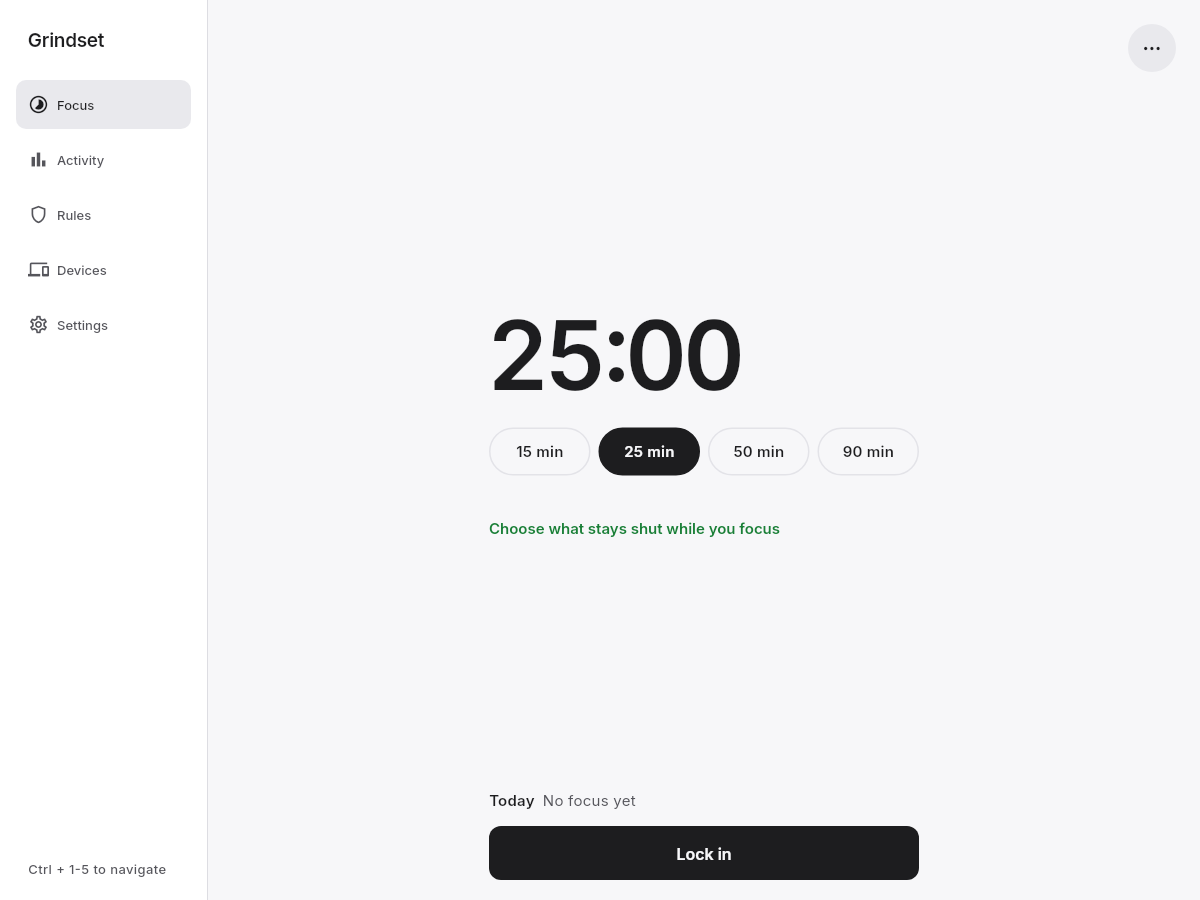 Grindset
Focus
Activity
Rules
Devices
Settings
25:00
15 min
25 min
50 min
90 min
Choose what stays shut while you focus
Today No focus yet
Lock in
Ctrl + 1-5 to navigate